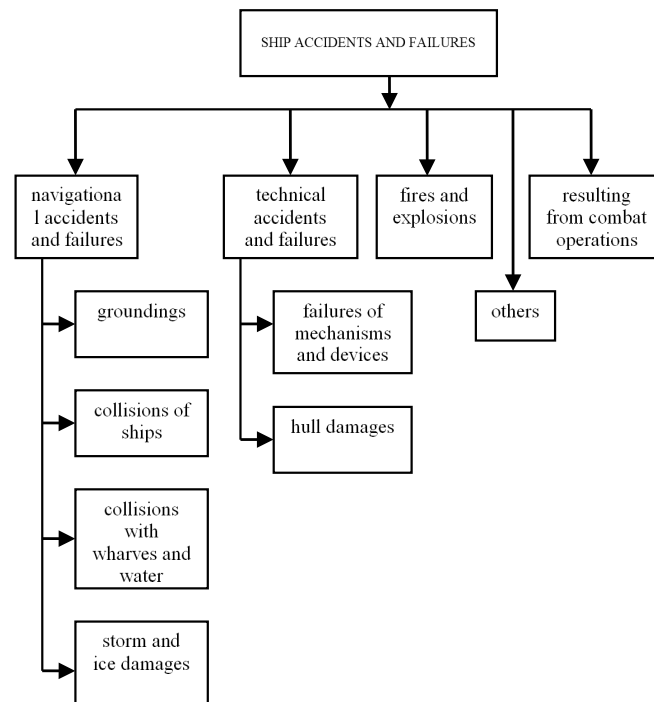 SHIP ACCIDENTS AND FAILURES
navigationa
l accidents
and failures
technical
accidents
and failures
fires and
explosions
resulting
from combat
operations
others
groundings
collisions of
ships
collisions
with
wharves and
water
storm and
ice damages
failures of
mechanisms
and devices
hull damages